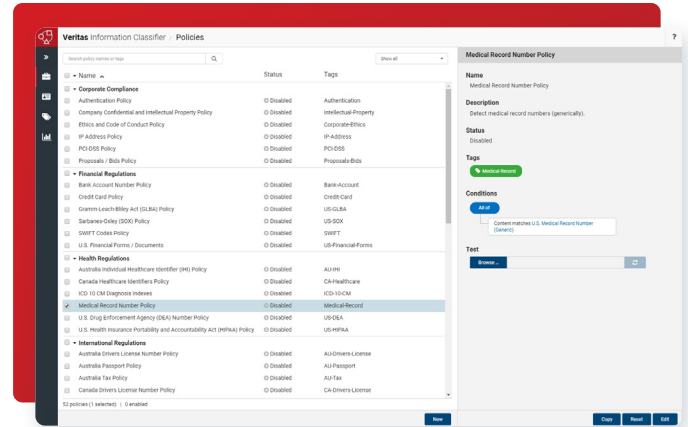 Veritas Information Classifier / Policies
?
Search policy names or tags
Show all
Name Status Tags
Corporate Compliance
Authentication Policy Disabled Authentication
Company Confidential and Intellectual Property Policy Disabled Intellectual-Property
Ethics and Code of Conduct Policy Disabled Corporate-Ethics
IP Address Policy Disabled IP-Address
PCI-DSS Policy Disabled PCI-DSS
Proposals / Bids Policy Disabled Proposals-Bids
Financial Regulations
Bank Account Number Policy Disabled Bank-Account
Credit Card Policy Disabled Credit-Card
Gramm-Leach-Bliley Act (GLBA) Policy Disabled US-GLBA
Sarbanes-Oxley (SOX) Policy Disabled US-SOX
SWIFT Codes Policy Disabled SWIFT
U.S. Financial Forms / Documents Disabled US-Financial-Forms
Health Regulations
Australia Individual Healthcare Identifier (IHI) Policy Disabled AU-IHI
Canada Healthcare Identifiers Policy Disabled CA-Healthcare
ICD 10 CM Diagnosis Indexes Disabled ICD-10-CM
Medical Record Number Policy Disabled Medical-Record
U.S. Drug Enforcement Agency (DEA) Number Policy Disabled US-DEA
U.S. Health Insurance Portability and Accountability Act (HIPAA) Policy Disabled US-HIPAA
International Regulations
Australia Drivers License Number Policy Disabled AU-Drivers-License
Australia Passport Policy Disabled AU-Passport
Australia Tax Policy Disabled AU-Tax
Canada Drivers License Number Policy Disabled CA-Drivers-License
52 policies (1 selected) | 0 enabled
New
Medical Record Number Policy
Name
Medical Record Number Policy
Description
Detect medical record numbers (generically).
Status
Disabled
Tags
Medical-Record
Conditions
All of
Content matches U.S. Medical Record Number
(Generic)
Test
Browse...
Copy Reset Edit